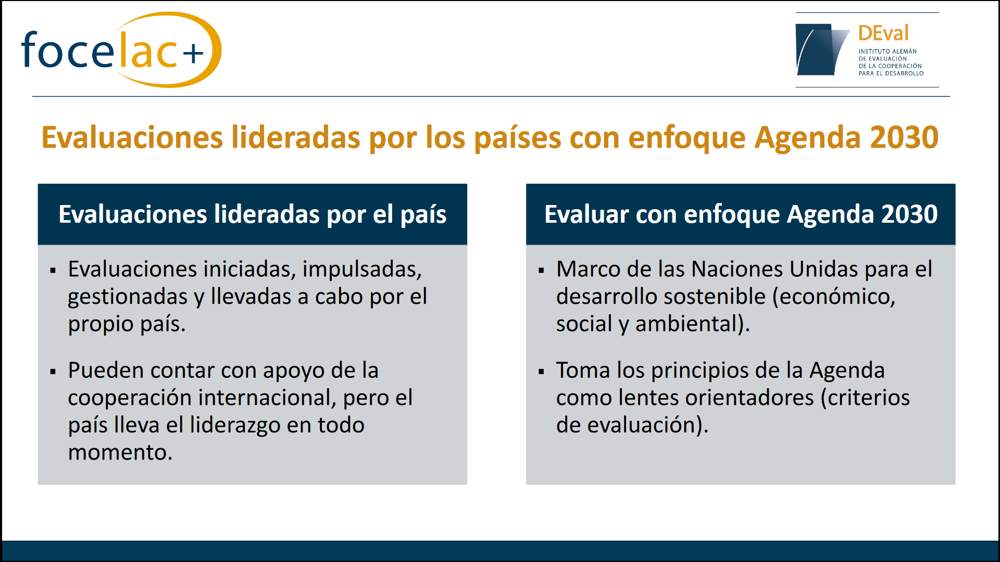 focelac+
DEval
INSTITUTO ALEMÁN
DE EVALUACIÓN
DE LA COOPERACIÓN
PARA EL DESARROLLO
Evaluaciones lideradas por los países con enfoque Agenda 2030
Evaluaciones lideradas por el país
▪ Evaluaciones iniciadas, impulsadas,
gestionadas y llevadas a cabo por el
propio país.
▪ Pueden contar con apoyo de la
cooperación internacional, pero el
país lleva el liderazgo en todo
momento.
Evaluar con enfoque Agenda 2030
▪ Marco de las Naciones Unidas para el
desarrollo sostenible (económico,
social y ambiental).
▪ Toma los principios de la Agenda
como lentes orientadores (criterios
de evaluación).